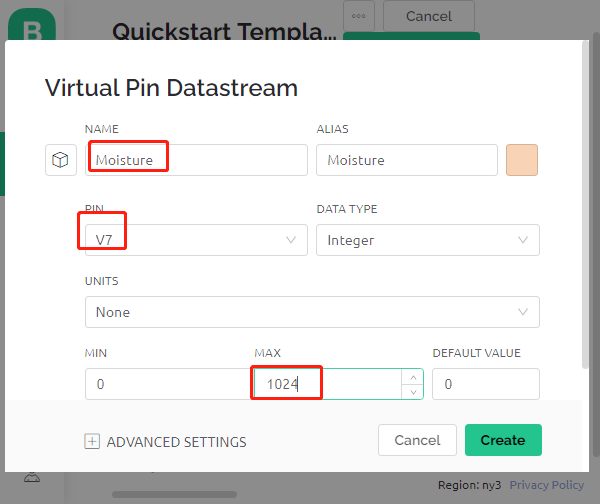 B
Quickstart Templa...
Cancel
Virtual Pin Datastream
NAME
ALIAS
Moisture
Moisture
PIN
DATA TYPE
V7
Integer
UNITS
None
MIN
MAX
DEFAULT VALUE
0
1024
0
ADVANCED SETTINGS
Cancel
Create
Region: ny3
Privacy Policy